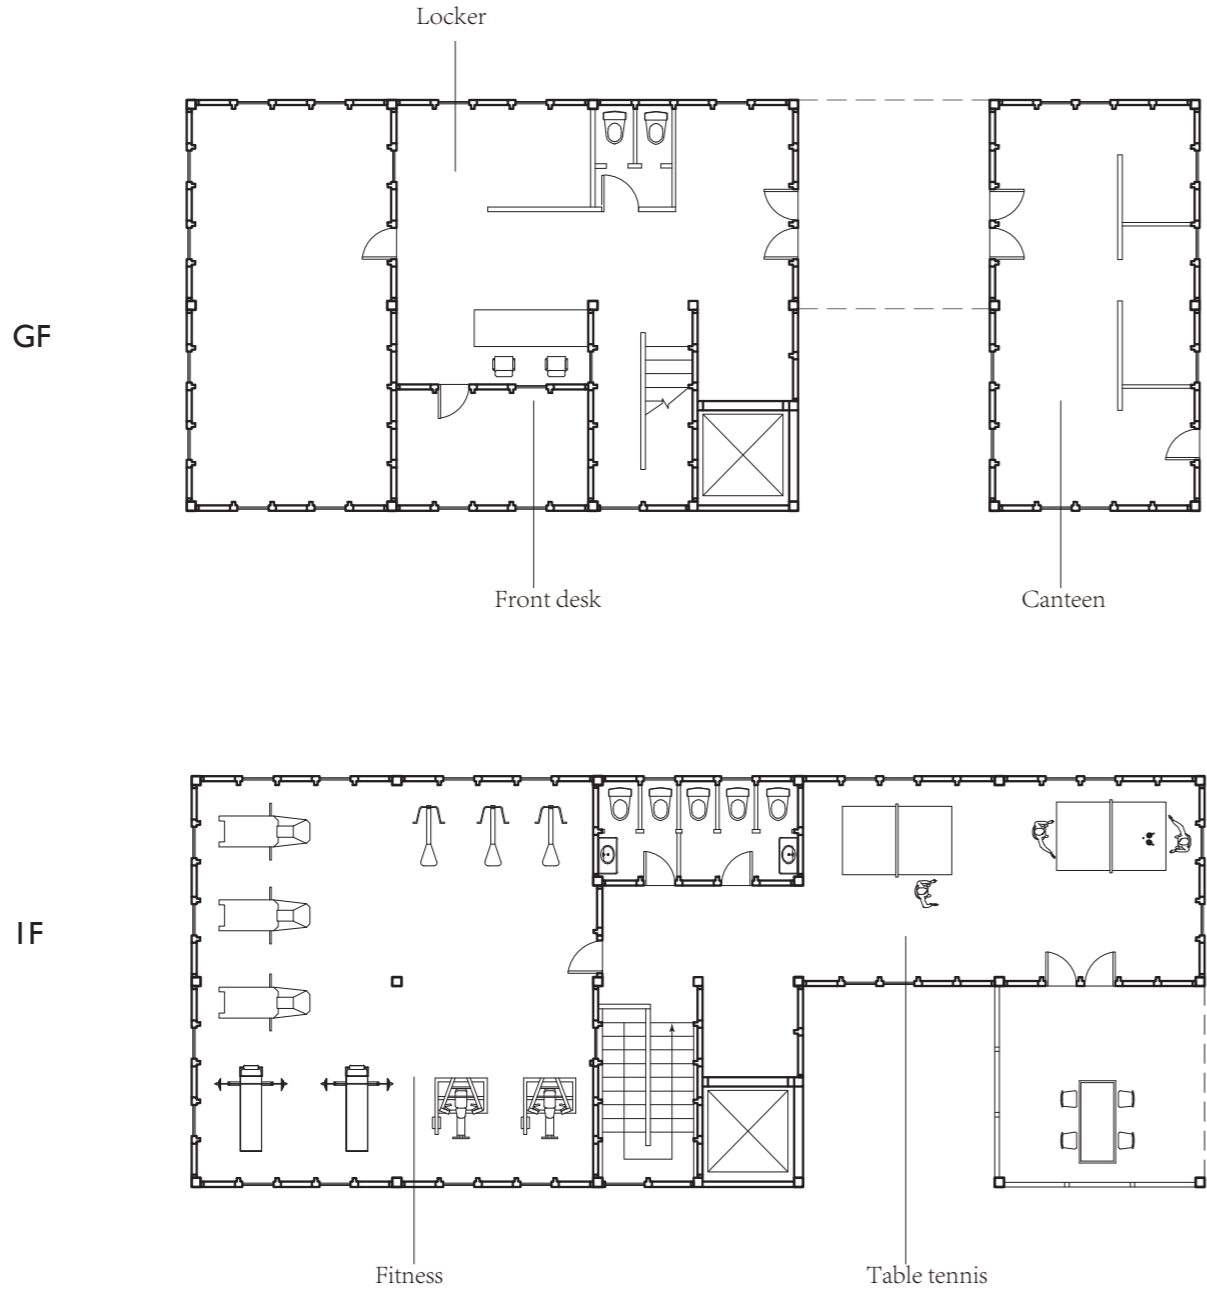 Locker
GF
Front desk
Canteen
1F
Fitness
Table tennis